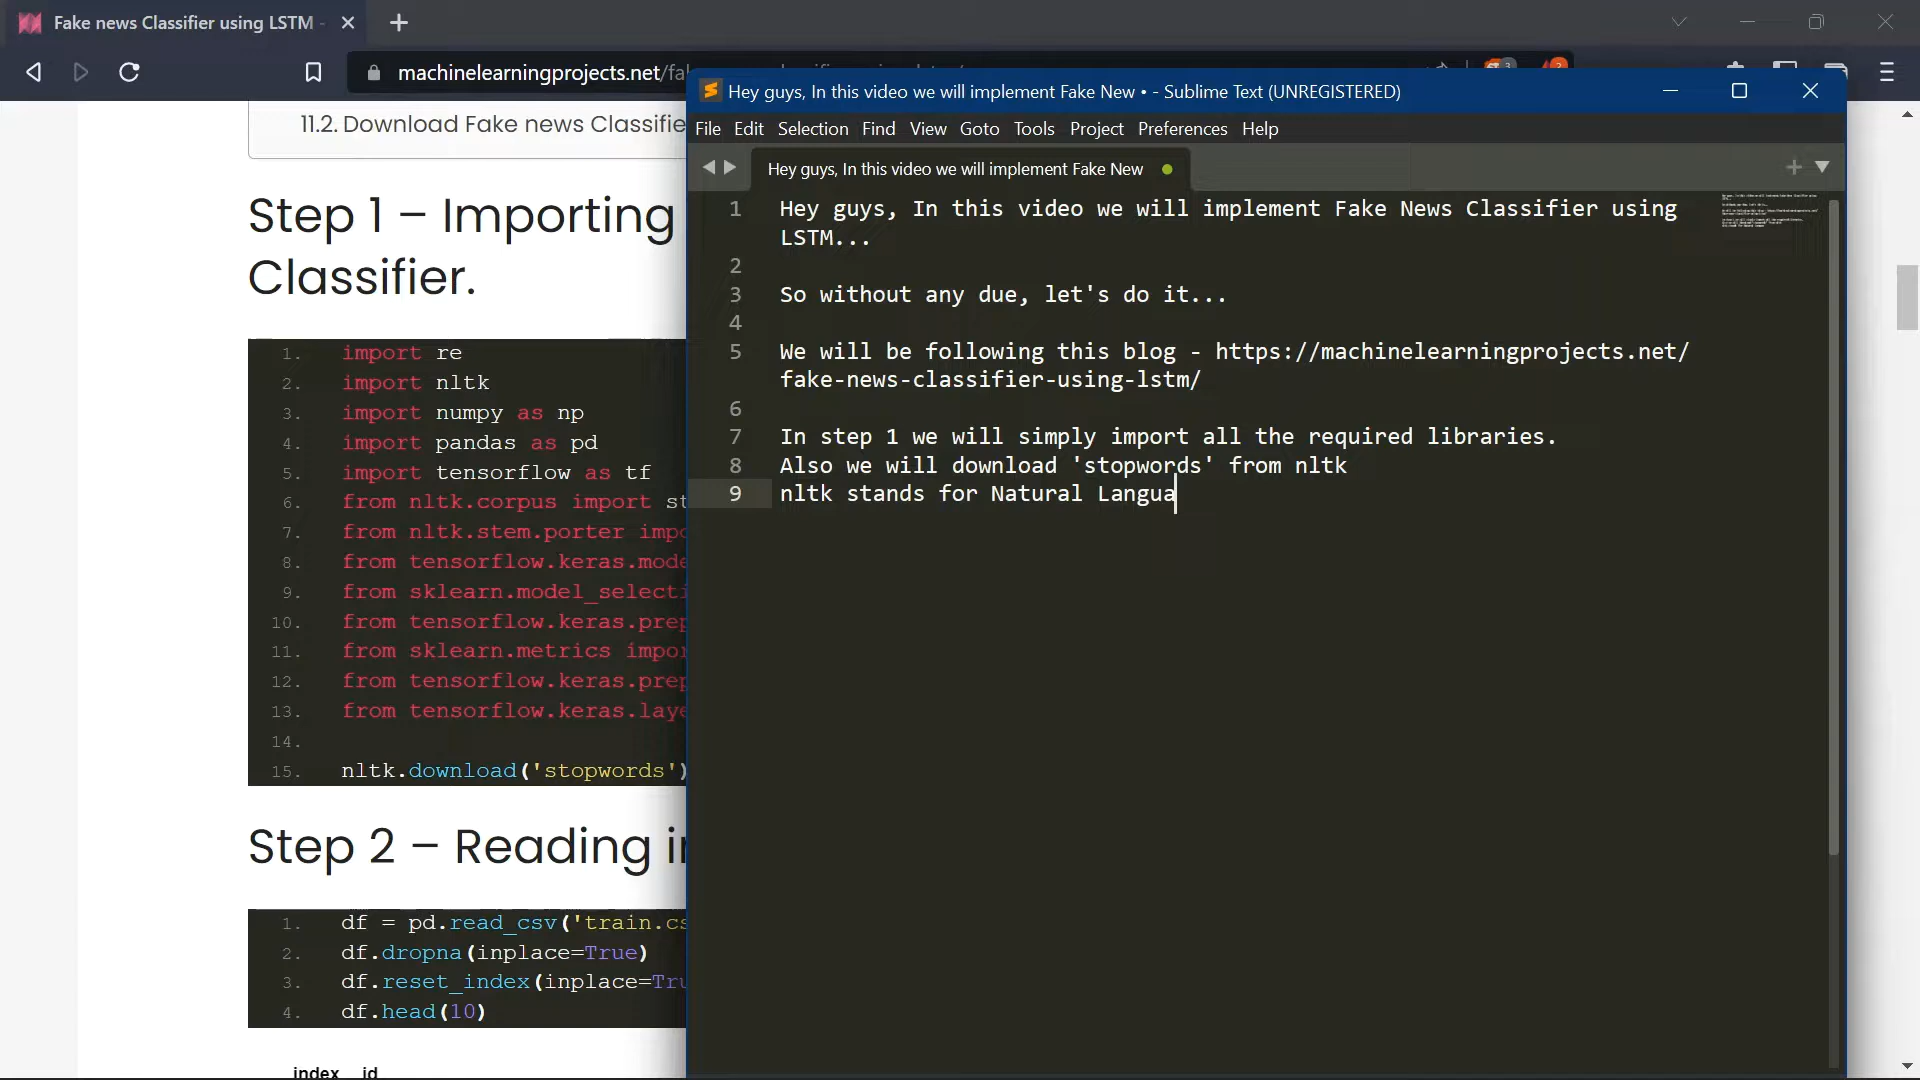 Fake news Classifier using LSTM -
machinelearningprojects.net/fa
Hey guys, In this video we will implement Fake New • - Sublime Text (UNREGISTERED)
File Edit Selection Find View Goto Tools Project Preferences Help
Hey guys, In this video we will implement Fake New
1 Hey guys, In this video we will implement Fake News Classifier using
LSTM...
2
3 So without any due, let's do it...
4
5 We will be following this blog - https://machinelearningprojects.net/
fake-news-classifier-using-lstm/
6
7 In step 1 we will simply import all the required libraries.
8 Also we will download 'stopwords' from nltk
9 nltk stands for Natural Langua
11.2. Download Fake news Classifie
Step 1 – Importing
Classifier.
1. import re
2. import nltk
3. import numpy as np
4. import pandas as pd
5. import tensorflow as tf
6. from nltk.corpus import st
7. from nltk.stem.porter impo
8. from tensorflow.keras.mode
9. from sklearn.model_selecti
10. from tensorflow.keras.prep
11. from sklearn.metrics impor
12. from tensorflow.keras.prep
13. from tensorflow.keras.laye
14.
15. nltk.download('stopwords')
Step 2 – Reading i
1. df = pd.read_csv('train.cs
2. df.dropna(inplace=True)
3. df.reset_index(inplace=Tru
4. df.head(10)
index id